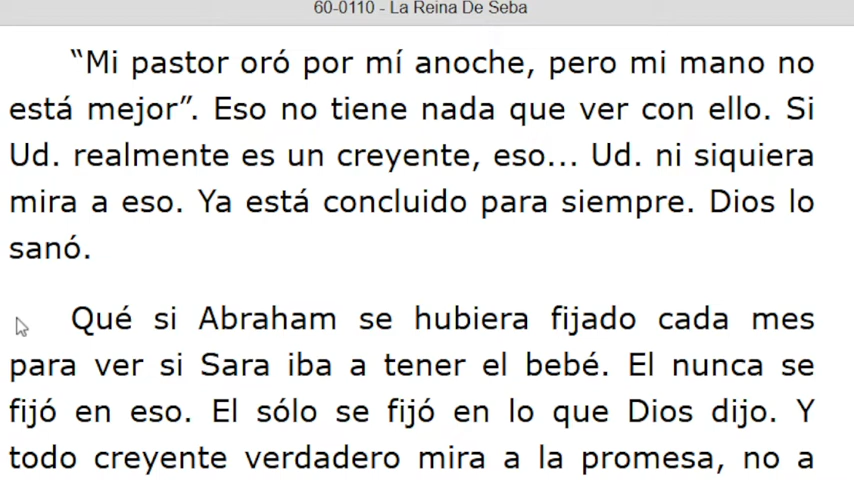 60-0110 - La Reina De Seba
“Mi pastor oró por mí anoche, pero mi mano no
está mejor”. Eso no tiene nada que ver con ello. Si
Ud. realmente es un creyente, eso... Ud. ni siquiera
mira a eso. Ya está concluido para siempre. Dios lo
sanó.
Qué si Abraham se hubiera fijado cada mes
para ver si Sara iba a tener el bebé. El nunca se
fijó en eso. El sólo se fijó en lo que Dios dijo. Y
todo creyente verdadero mira a la promesa, no a